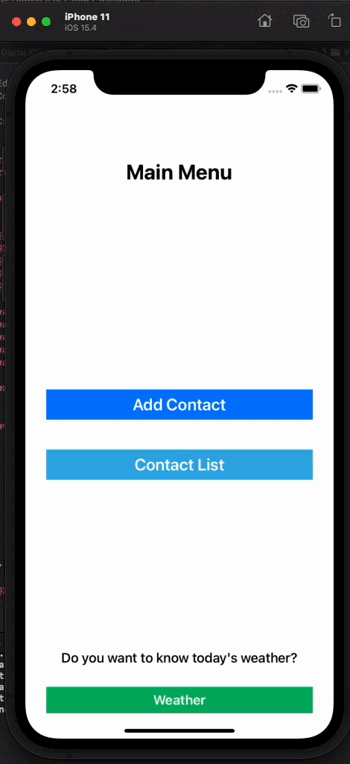 iPhone 11
iOS 15.4
2:58
Main Menu
Add Contact
Contact List
Do you want to know today's weather?
Weather